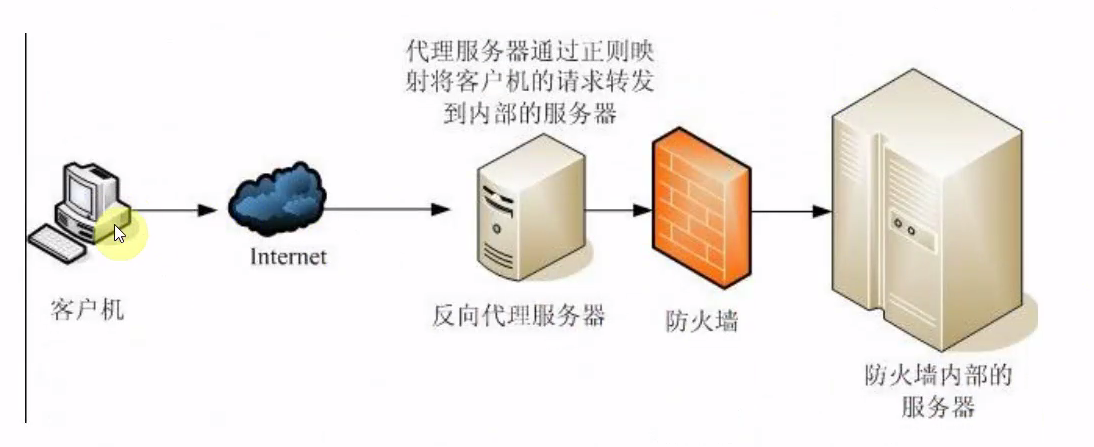 代理服务器通过正则映
射将客户机的请求转发
到内部的服务器
Internet
客户机
反向代理服务器
防火墙
防火墙内部的
服务器